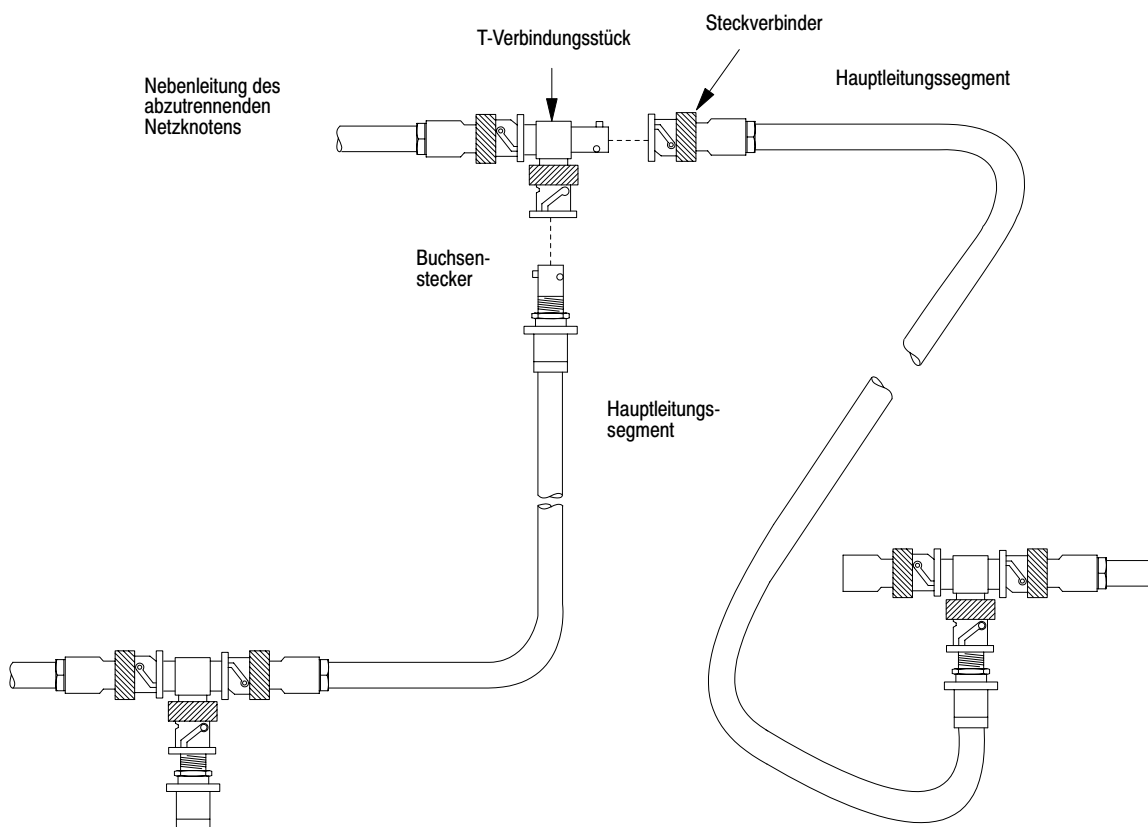 Steckverbinder
T-Verbindungsstück
Hauptleitungssegment
Nebenleitung des
abzutrennenden
Netzknotens
Buchsen-
stecker
Hauptleitungs-
segment